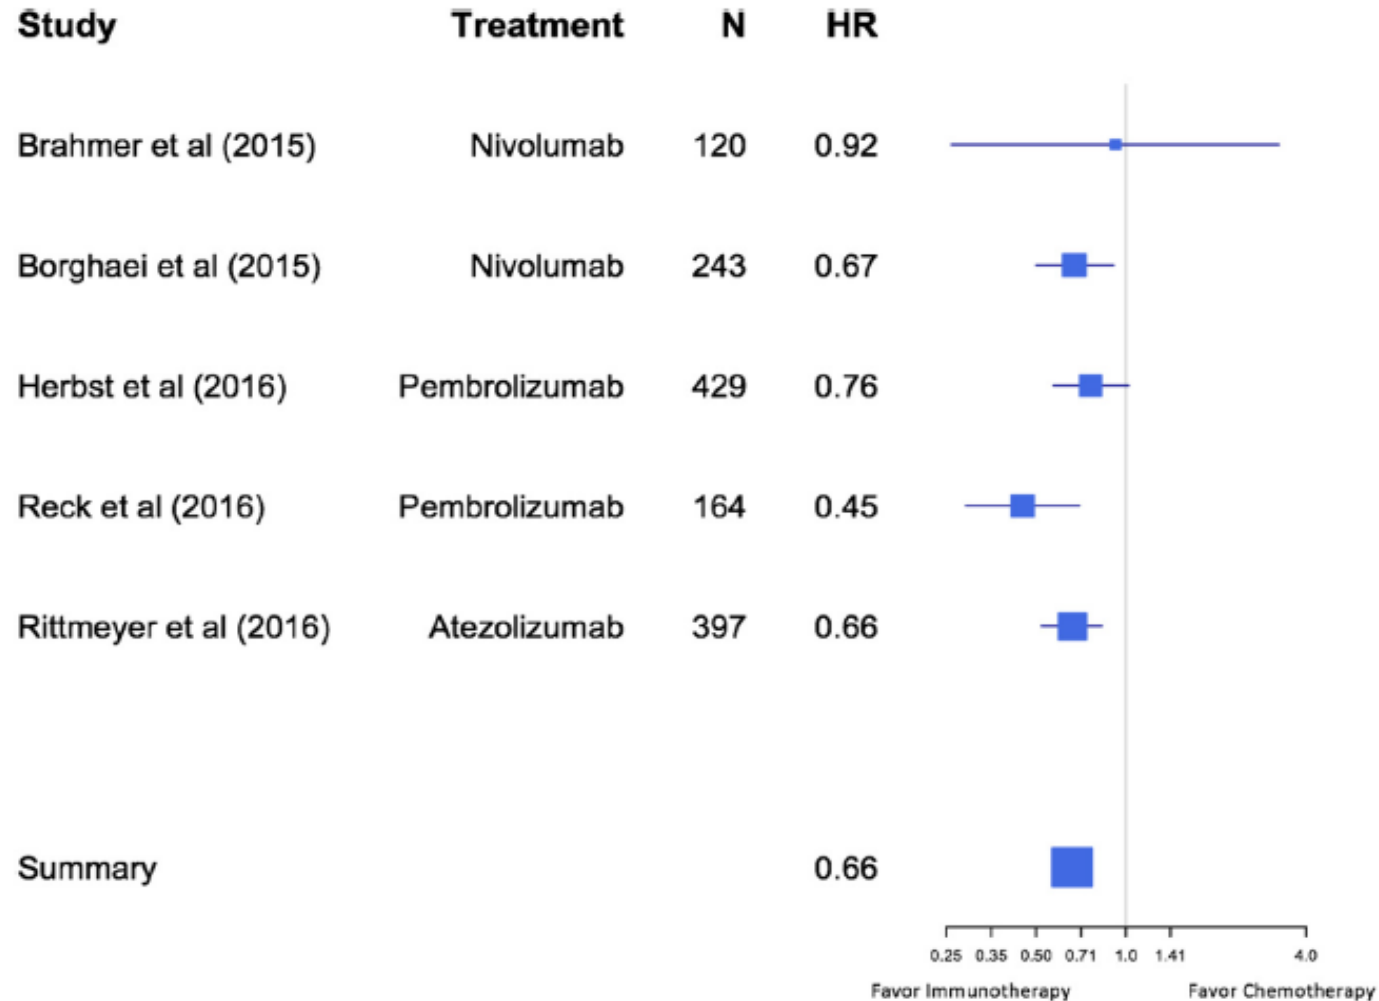 Study Treatment N HR
Brahmer et al (2015) Nivolumab 120 0.92
Borghaei et al (2015) Nivolumab 243 0.67
Herbst et al (2016) Pembrolizumab 429 0.76
Reck et al (2016) Pembrolizumab 164 0.45
Rittmeyer et al (2016) Atezolizumab 397 0.66
Summary 0.66
0.25 0.35 0.50 0.71 1.0 1.41 4.0
Favor Immunotherapy Favor Chemotherapy